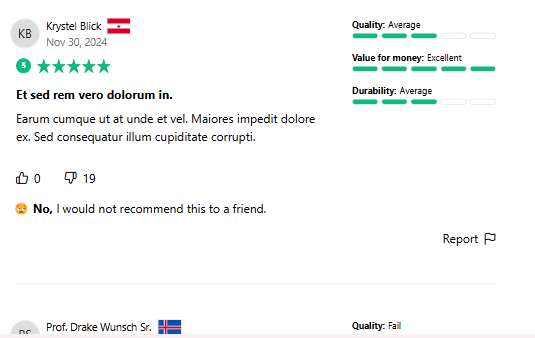 KB
Krystel Blick
Nov 30, 2024
5
Et sed rem vero dolorum in.
Earum cumque ut at unde et vel. Maiores impedit dolore
ex. Sed consequatur illum cupiditate corrupti.
0
19
No, I would not recommend this to a friend.
Quality: Average
Value for money: Excellent
Durability: Average
Report
Prof. Drake Wunsch Sr.
Quality: Fail